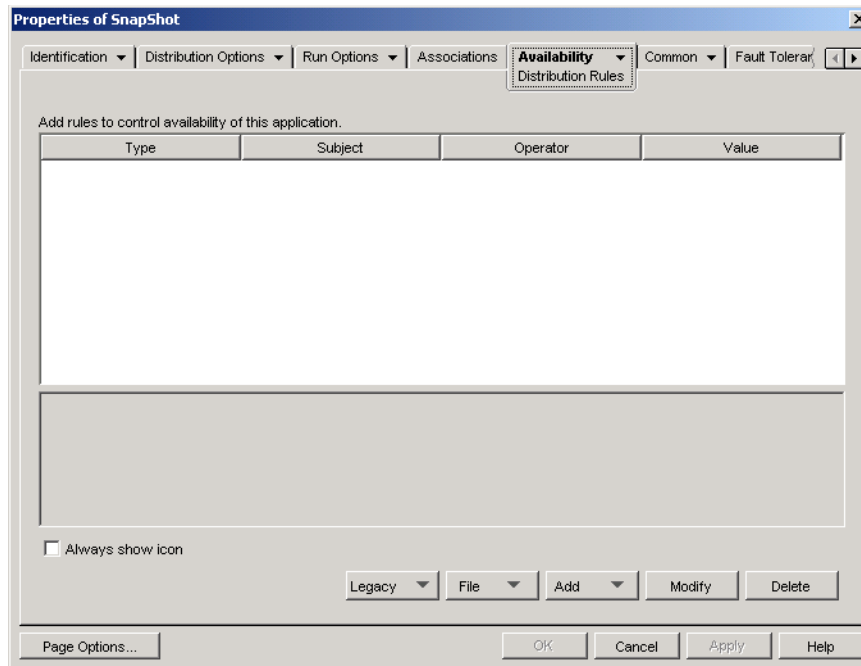 Properties of SnapShot
Identification Distribution Options Run Options Associations Availability Common Fault Toleran
Distribution Rules
Add rules to control availability of this application.
Type Subject Operator Value
Always show icon
Legacy File Add Modify Delete
Page Options... OK Cancel Apply Help